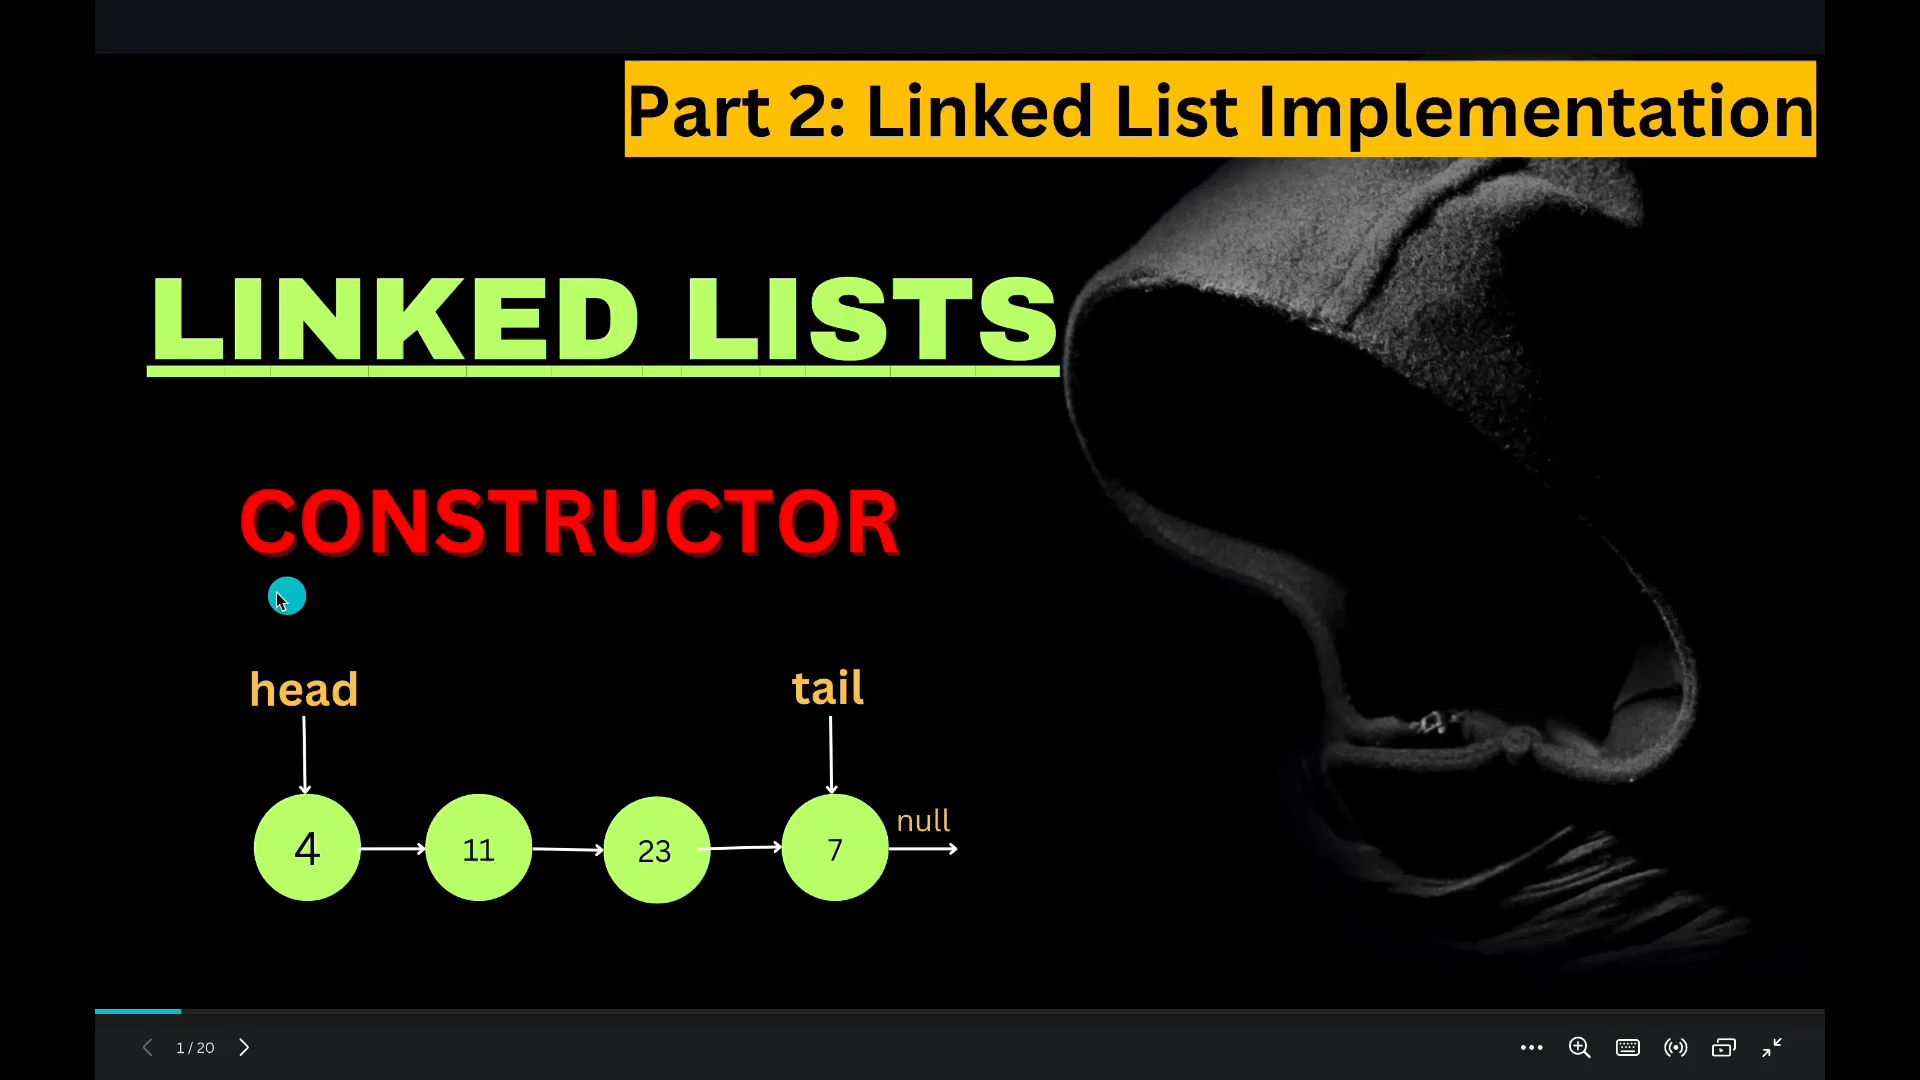 Part 2: Linked List Implementation
LINKED LISTS
CONSTRUCTOR
head
tail
null
4
11
23
7
1 / 20